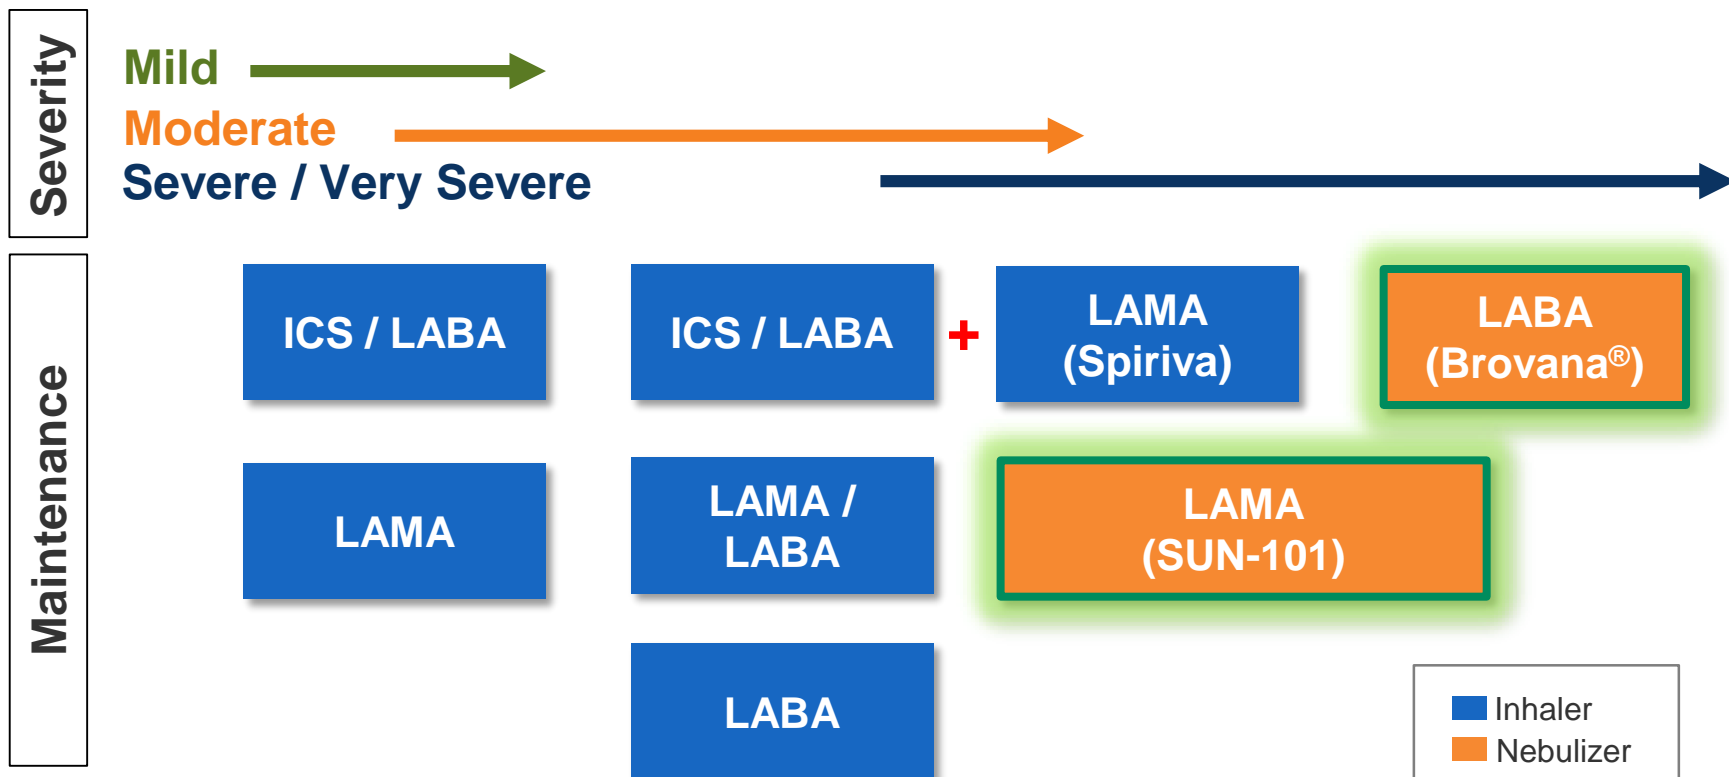 Severity
Mild
Moderate
Severe / Very Severe
Maintenance
ICS / LABA
ICS / LABA
+
LAMA
(Spiriva)
LABA
(Brovana®)
LAMA
LAMA /
LABA
LAMA
(SUN-101)
LABA
Inhaler
Nebulizer